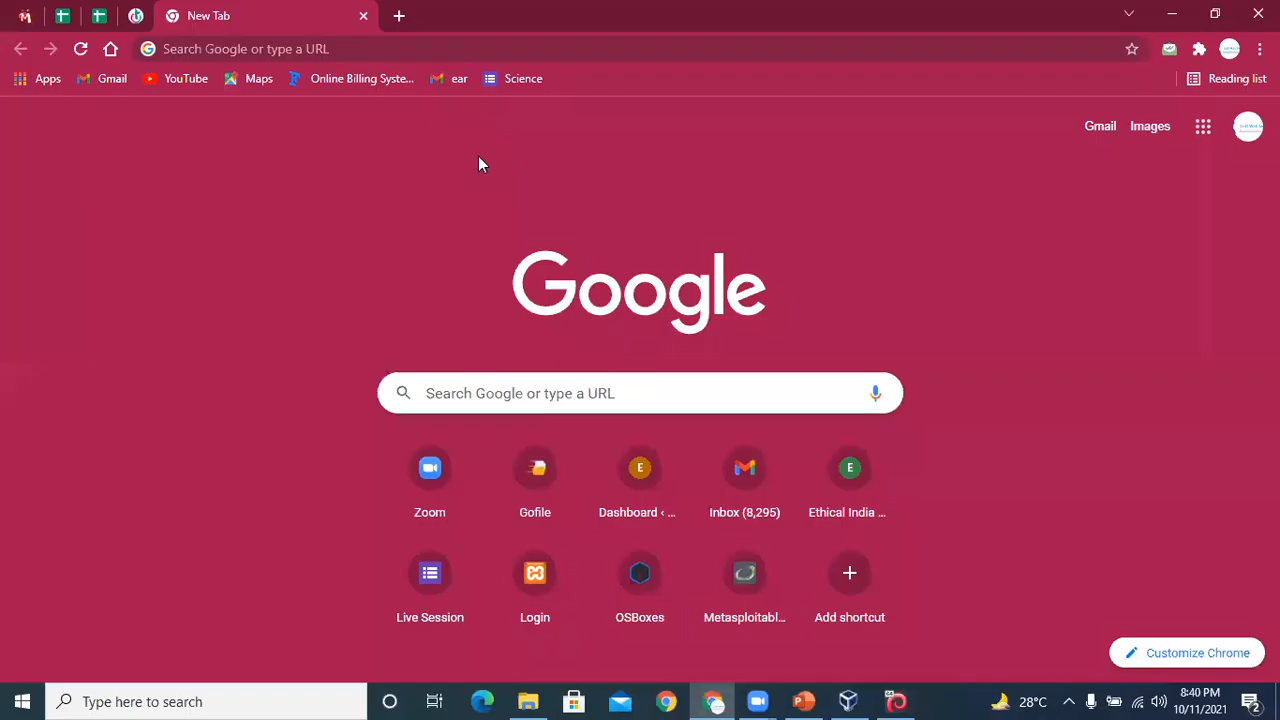 New Tab
Search Google or type a URL
Apps
Gmail
YouTube
Maps
Online Billing Syste...
ear
Science
Reading list
Gmail
Images
Google
Search Google or type a URL
Zoom
Gofile
E
Dashboard ‹ ...
Inbox (8,295)
E
Ethical India ...
Live Session
Login
OSBoxes
Metasploitabl...
Add shortcut
Customize Chrome
Type here to search
28°C
8:40 PM
10/11/2021
2